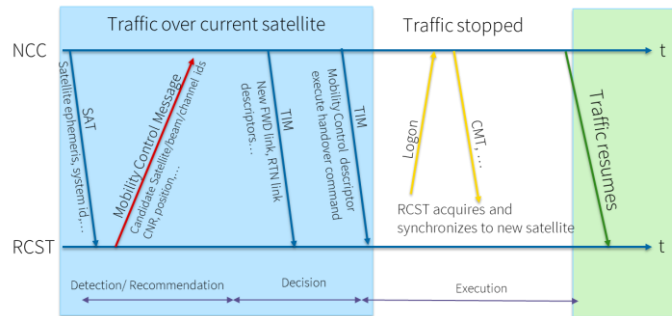 Traffic over current satellite
Traffic stopped
NCC
t
SAT
Satellite ephemeris, system id,...
Mobility Control Message
Candidate Satellite/beam/channel ids
CNR, position,...
TIM
New FWD link, RTN link
descriptors...
TIM
Mobility Control descriptor
execute handover command
Logon
CMT, ...
Traffic resumes
RCST acquires and
synchronizes to new satellite
RCST
t
Detection/ Recommendation
Decision
Execution